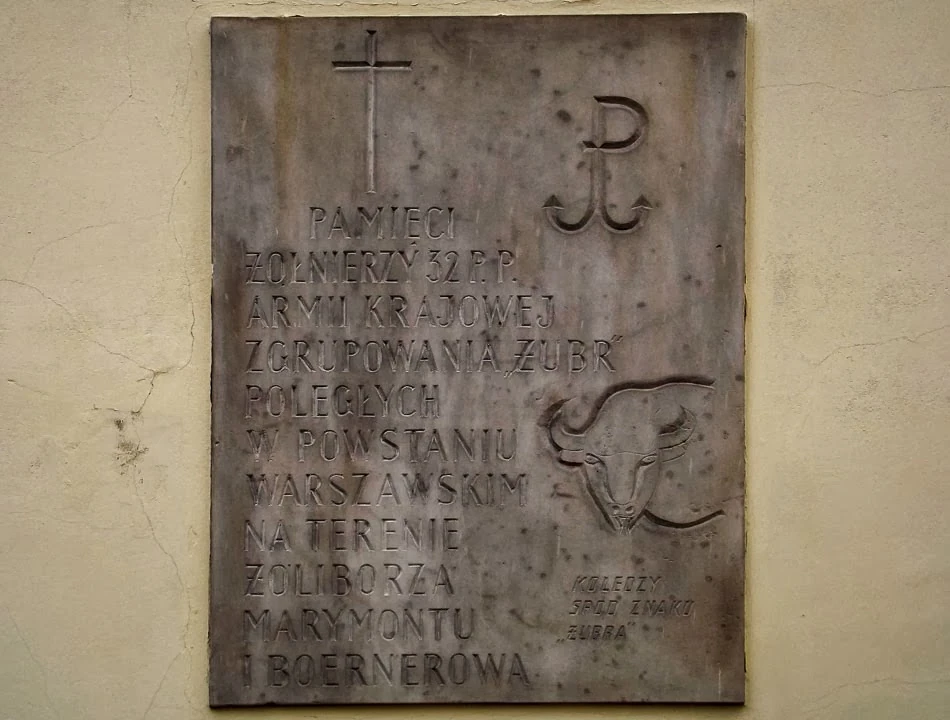 PAMIĘCI
ŻOŁNIERZY 32 P.P.
ARMII KRAJOWEJ
ZGRUPOWANIA „ŻUBR”
POLEGŁYCH
W POWSTANIU
WARSZAWSKIM
NA TERENIE
ŻOLIBORZA
MARYMONTU
I BOERNEROWA
KOLEDZY
SPOD ZNAKU
„ŻUBRA”